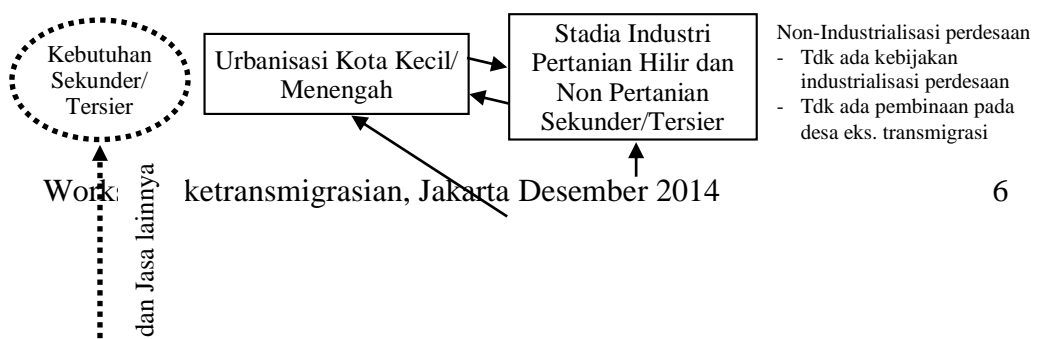 Kebutuhan
Sekunder/
Tersier
Urbanisasi Kota Kecil/
Menengah
Stadia Industri
Pertanian Hilir dan
Non Pertanian
Sekunder/Tersier
Non-Industrialisasi perdesaan
- Tdk ada kebijakan
industrialisasi perdesaan
- Tdk ada pembinaan pada
desa eks. transmigrasi
ketransmigrasian, Jakarta Desember 2014 6
dan Jasa lainnya